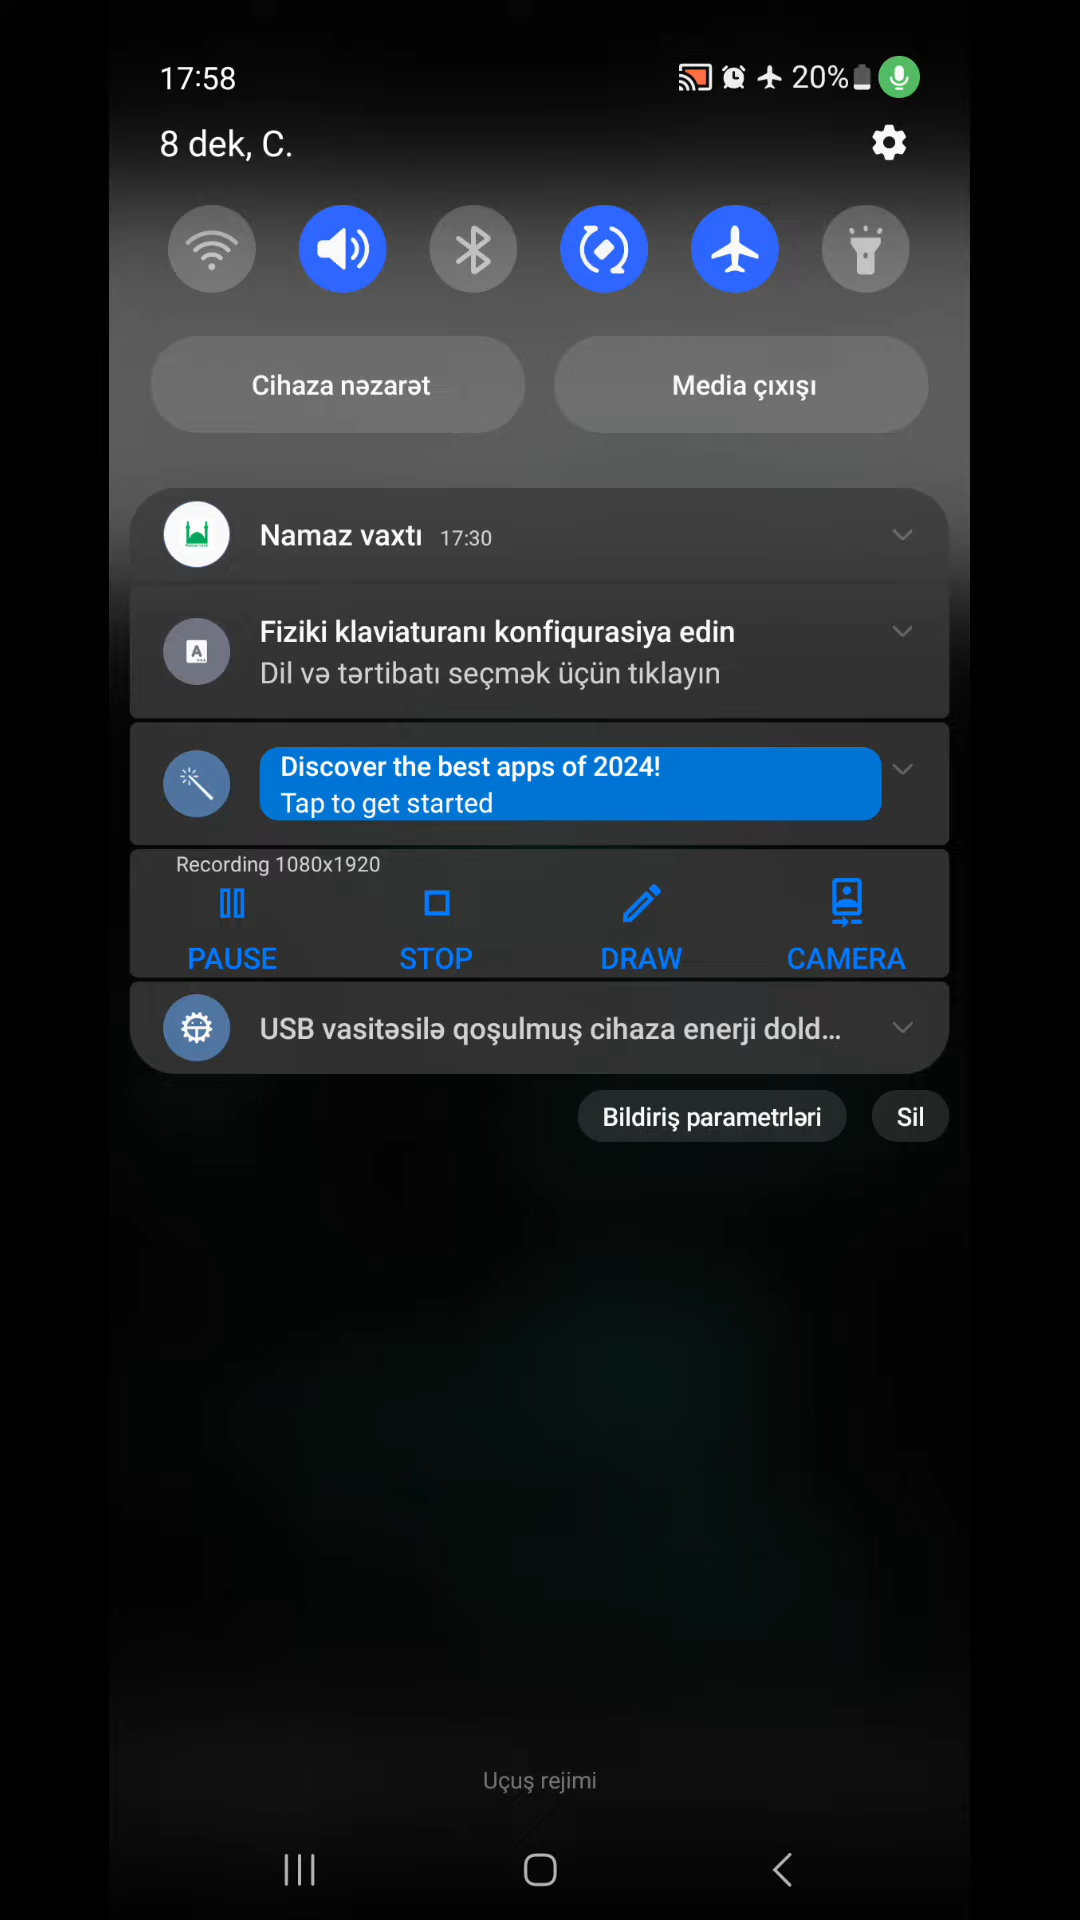 17:58
20%
8 dek, C.
Cihaza nəzarət
Media çıxışı
Namaz vaxtı 17:30
Fiziki klaviaturanı konfiqurasiya edin
Dil və tərtibatı seçmək üçün tıklayın
Discover the best apps of 2024!
Tap to get started
Recording 1080x1920
PAUSE
STOP
DRAW
CAMERA
USB vasitəsilə qoşulmuş cihaza enerji dold...
Bildiriş parametrləri
Sil
Uçuş rejimi